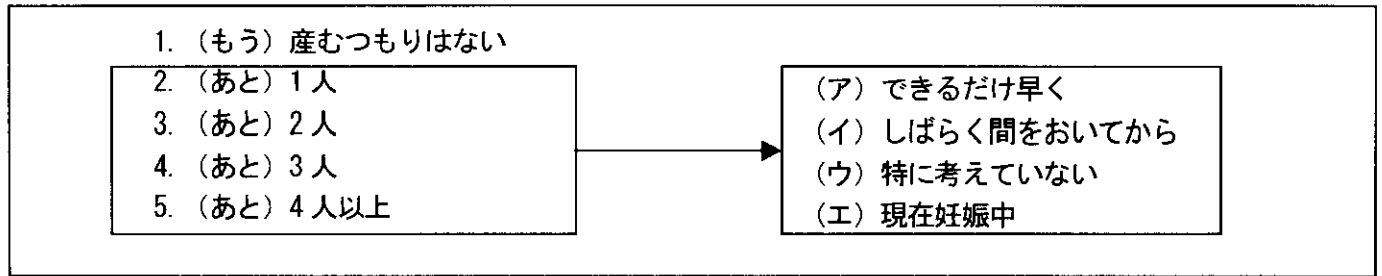 1. (もう) 産むつもりはない
2. (あと) 1人
3. (あと) 2人
4. (あと) 3人
5. (あと) 4人以上
(ア) できるだけ早く
(イ) しばらく間をおいてから
(ウ) 特に考えていない
(エ) 現在妊娠中